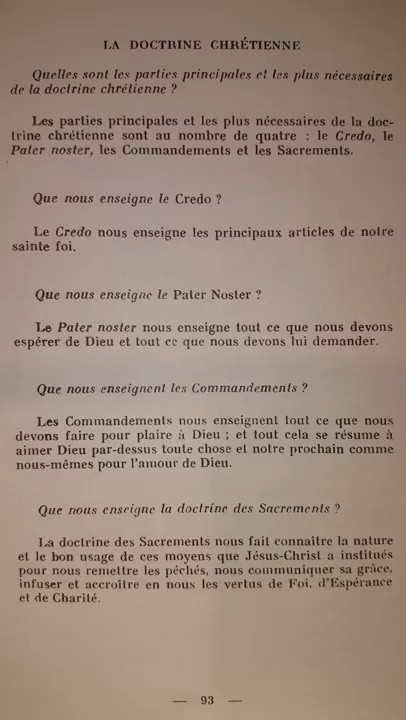 LA DOCTRINE CHRÉTIENNE
Quelles sont les parties principales et les plus nécessaires
de la doctrine chrétienne ?
Les parties principales et les plus nécessaires de la doc-
trine chrétienne sont au nombre de quatre : le Credo, le
Pater noster, les Commandements et les Sacrements.
Que nous enseigne le Credo ?
Le Credo nous enseigne les principaux articles de notre
sainte foi.
Que nous enseigne le Pater Noster ?
Le Pater noster nous enseigne tout ce que nous devons
espérer de Dieu et tout ce que nous devons lui demander.
Que nous enseignent les Commandements ?
Les Commandements nous enseignent tout ce que nous
devons faire pour plaire à Dieu ; et tout cela se résume à
aimer Dieu par-dessus toute chose et notre prochain comme
nous-mêmes pour l'amour de Dieu.
Que nous enseigne la doctrine des Sacrements ?
La doctrine des Sacrements nous fait connaître la nature
et le bon usage de ces moyens que Jésus-Christ a institués
pour nous remettre les péchés, nous communiquer sa grâce,
infuser et accroître en nous les vertus de Foi, d'Espérance
et de Charité.
— 93 —